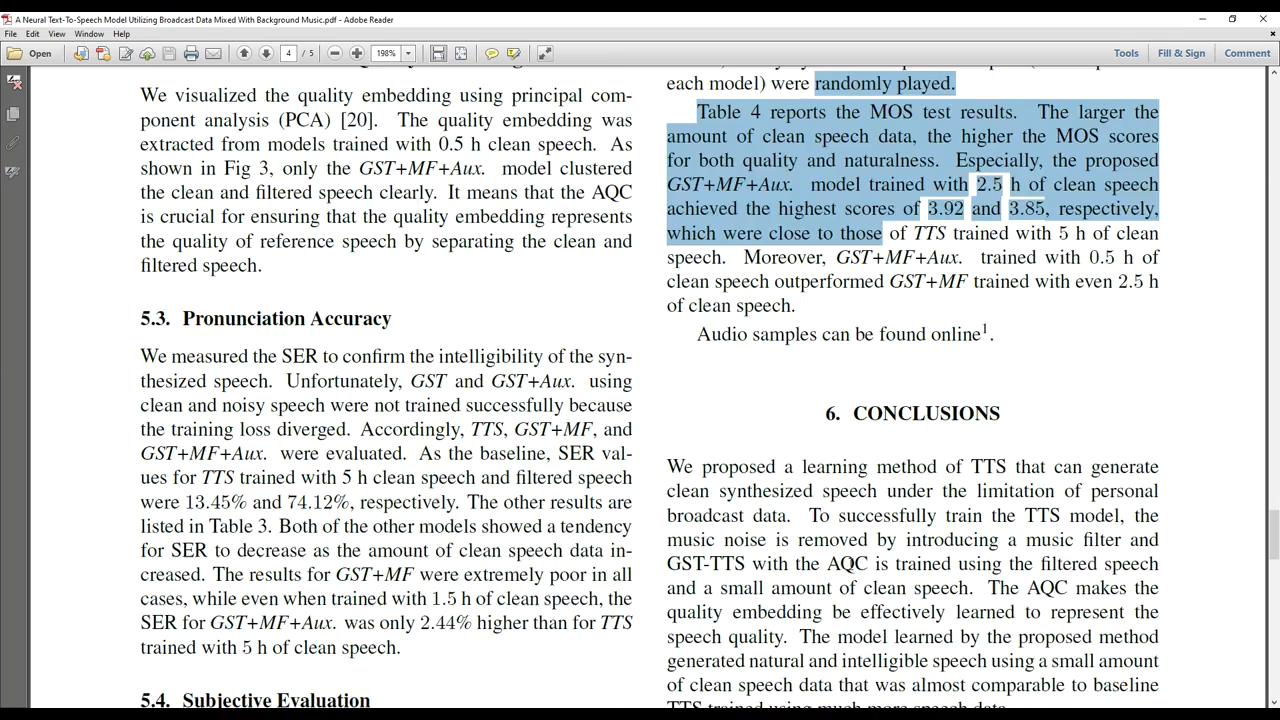 A Neural Text-To-Speech Model Utilizing Broadcast Data Mixed With Background Music.pdf - Adobe Reader
File Edit View Window Help
Open 4 / 5 198% Tools Fill & Sign Comment
We visualized the quality embedding using principal com-
ponent analysis (PCA) [20]. The quality embedding was
extracted from models trained with 0.5 h clean speech. As
shown in Fig 3, only the GST+MF+Aux. model clustered
the clean and filtered speech clearly. It means that the AQC
is crucial for ensuring that the quality embedding represents
the quality of reference speech by separating the clean and
filtered speech.
5.3. Pronunciation Accuracy
We measured the SER to confirm the intelligibility of the syn-
thesized speech. Unfortunately, GST and GST+Aux. using
clean and noisy speech were not trained successfully because
the training loss diverged. Accordingly, TTS, GST+MF, and
GST+MF+Aux. were evaluated. As the baseline, SER val-
ues for TTS trained with 5 h clean speech and filtered speech
were 13.45% and 74.12%, respectively. The other results are
listed in Table 3. Both of the other models showed a tendency
for SER to decrease as the amount of clean speech data in-
creased. The results for GST+MF were extremely poor in all
cases, while even when trained with 1.5 h of clean speech, the
SER for GST+MF+Aux. was only 2.44% higher than for TTS
trained with 5 h of clean speech.
5.4. Subjective Evaluation
each model) were randomly played.
Table 4 reports the MOS test results. The larger the
amount of clean speech data, the higher the MOS scores
for both quality and naturalness. Especially, the proposed
GST+MF+Aux. model trained with 2.5 h of clean speech
achieved the highest scores of 3.92 and 3.85, respectively,
which were close to those of TTS trained with 5 h of clean
speech. Moreover, GST+MF+Aux. trained with 0.5 h of
clean speech outperformed GST+MF trained with even 2.5 h
of clean speech.
Audio samples can be found online1.
6. CONCLUSIONS
We proposed a learning method of TTS that can generate
clean synthesized speech under the limitation of personal
broadcast data. To successfully train the TTS model, the
music noise is removed by introducing a music filter and
GST-TTS with the AQC is trained using the filtered speech
and a small amount of clean speech. The AQC makes the
quality embedding be effectively learned to represent the
speech quality. The model learned by the proposed method
generated natural and intelligible speech using a small amount
of clean speech data that was almost comparable to baseline
TTS trained using much more speech data.